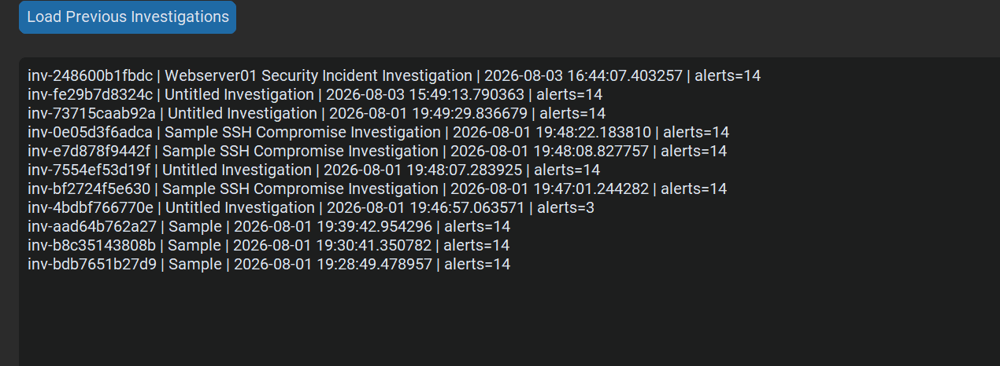 Load Previous Investigations
inv-248600b1fbdc | Webserver01 Security Incident Investigation | 2026-08-03 16:44:07.403257 | alerts=14
inv-fe29b7d8324c | Untitled Investigation | 2026-08-03 15:49:13.790363 | alerts=14
inv-73715caab92a | Untitled Investigation | 2026-08-01 19:49:29.836679 | alerts=14
inv-0e05d3f6adca | Sample SSH Compromise Investigation | 2026-08-01 19:48:22.183810 | alerts=14
inv-e7d878f9442f | Sample SSH Compromise Investigation | 2026-08-01 19:48:08.827757 | alerts=14
inv-7554ef53d19f | Untitled Investigation | 2026-08-01 19:48:07.283925 | alerts=14
inv-bf2724f5e630 | Sample SSH Compromise Investigation | 2026-08-01 19:47:01.244282 | alerts=14
inv-4bdbf766770e | Untitled Investigation | 2026-08-01 19:46:57.063571 | alerts=3
inv-aad64b762a27 | Sample | 2026-08-01 19:39:42.954296 | alerts=14
inv-b8c35143808b | Sample | 2026-08-01 19:30:41.350782 | alerts=14
inv-bdb7651b27d9 | Sample | 2026-08-01 19:28:49.478957 | alerts=14